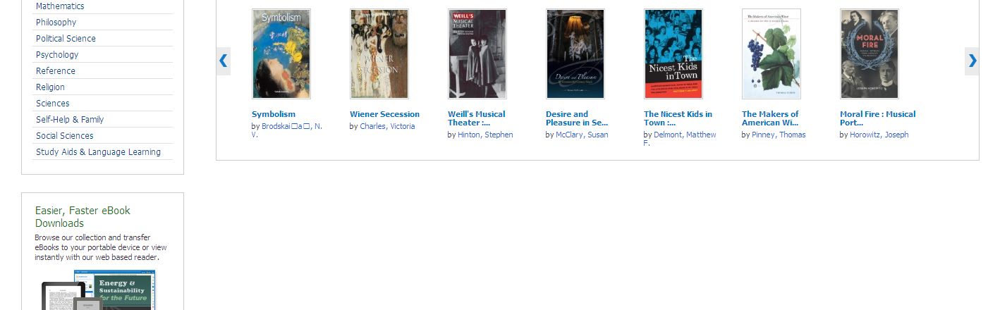 Mathematics
Philosophy
Political Science
Psychology
Reference
Religion
Sciences
Self-Help & Family
Social Sciences
Study Aids & Language Learning
Symbolism
WIENER
SECESSION
WEILL'S
MUSICAL
THEATER
Desire and Pleasure
The
Nicest Kids
in Town
The Makers of American Wine
THOMAS PINNEY
MORAL
FIRE
JOSEPH HOROWITZ
Symbolism
by Brodskai□a□, N.
V.
Wiener Secession
by Charles, Victoria
Weill's Musical
Theater :...
by Hinton, Stephen
Desire and
Pleasure in Se...
by McClary, Susan
The Nicest Kids in
Town :...
by Delmont, Matthew
F.
The Makers of
American Wi...
by Pinney, Thomas
Moral Fire : Musical
Port...
by Horowitz, Joseph
Easier, Faster eBook
Downloads
Browse our collection and transfer
eBooks to your portable device or view
instantly with our web based reader.
Energy &
Sustainability
for the Future